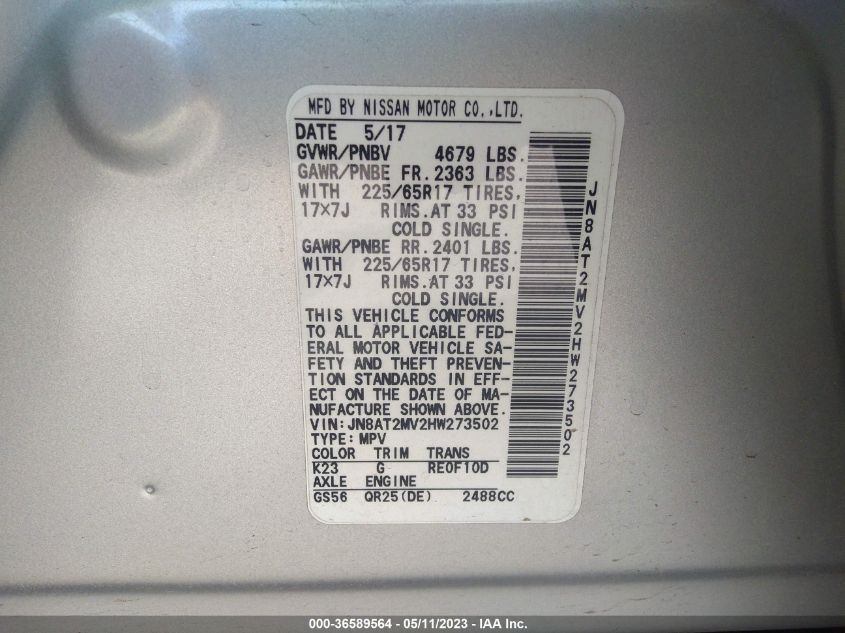 MFD BY NISSAN MOTOR CO.,LTD.
DATE 5/17
GVWR/PNBV 4679 LBS.
GAWR/PNBE FR. 2363 LBS.
WITH 225/65R17 TIRES,
17×7J RIMS. AT 33 PSI
COLD SINGLE.
GAWR/PNBE RR. 2401 LBS.
WITH 225/65R17 TIRES,
17×7J RIMS. AT 33 PSI
COLD SINGLE.
THIS VEHICLE CONFORMS
TO ALL APPLICABLE FED-
ERAL MOTOR VEHICLE SA-
FETY AND THEFT PREVEN-
TION STANDARDS IN EFF-
ECT ON THE DATE OF MA-
NUFACTURE SHOWN ABOVE.
VIN: JN8AT2MV2HW273502
TYPE: MPV
COLOR TRIM TRANS
K23 G RE0F10D
AXLE ENGINE
GS56 QR25(DE) 2488CC
JN8AT2MV2HW273502
000-36589564 - 05/11/2023 - IAA Inc.